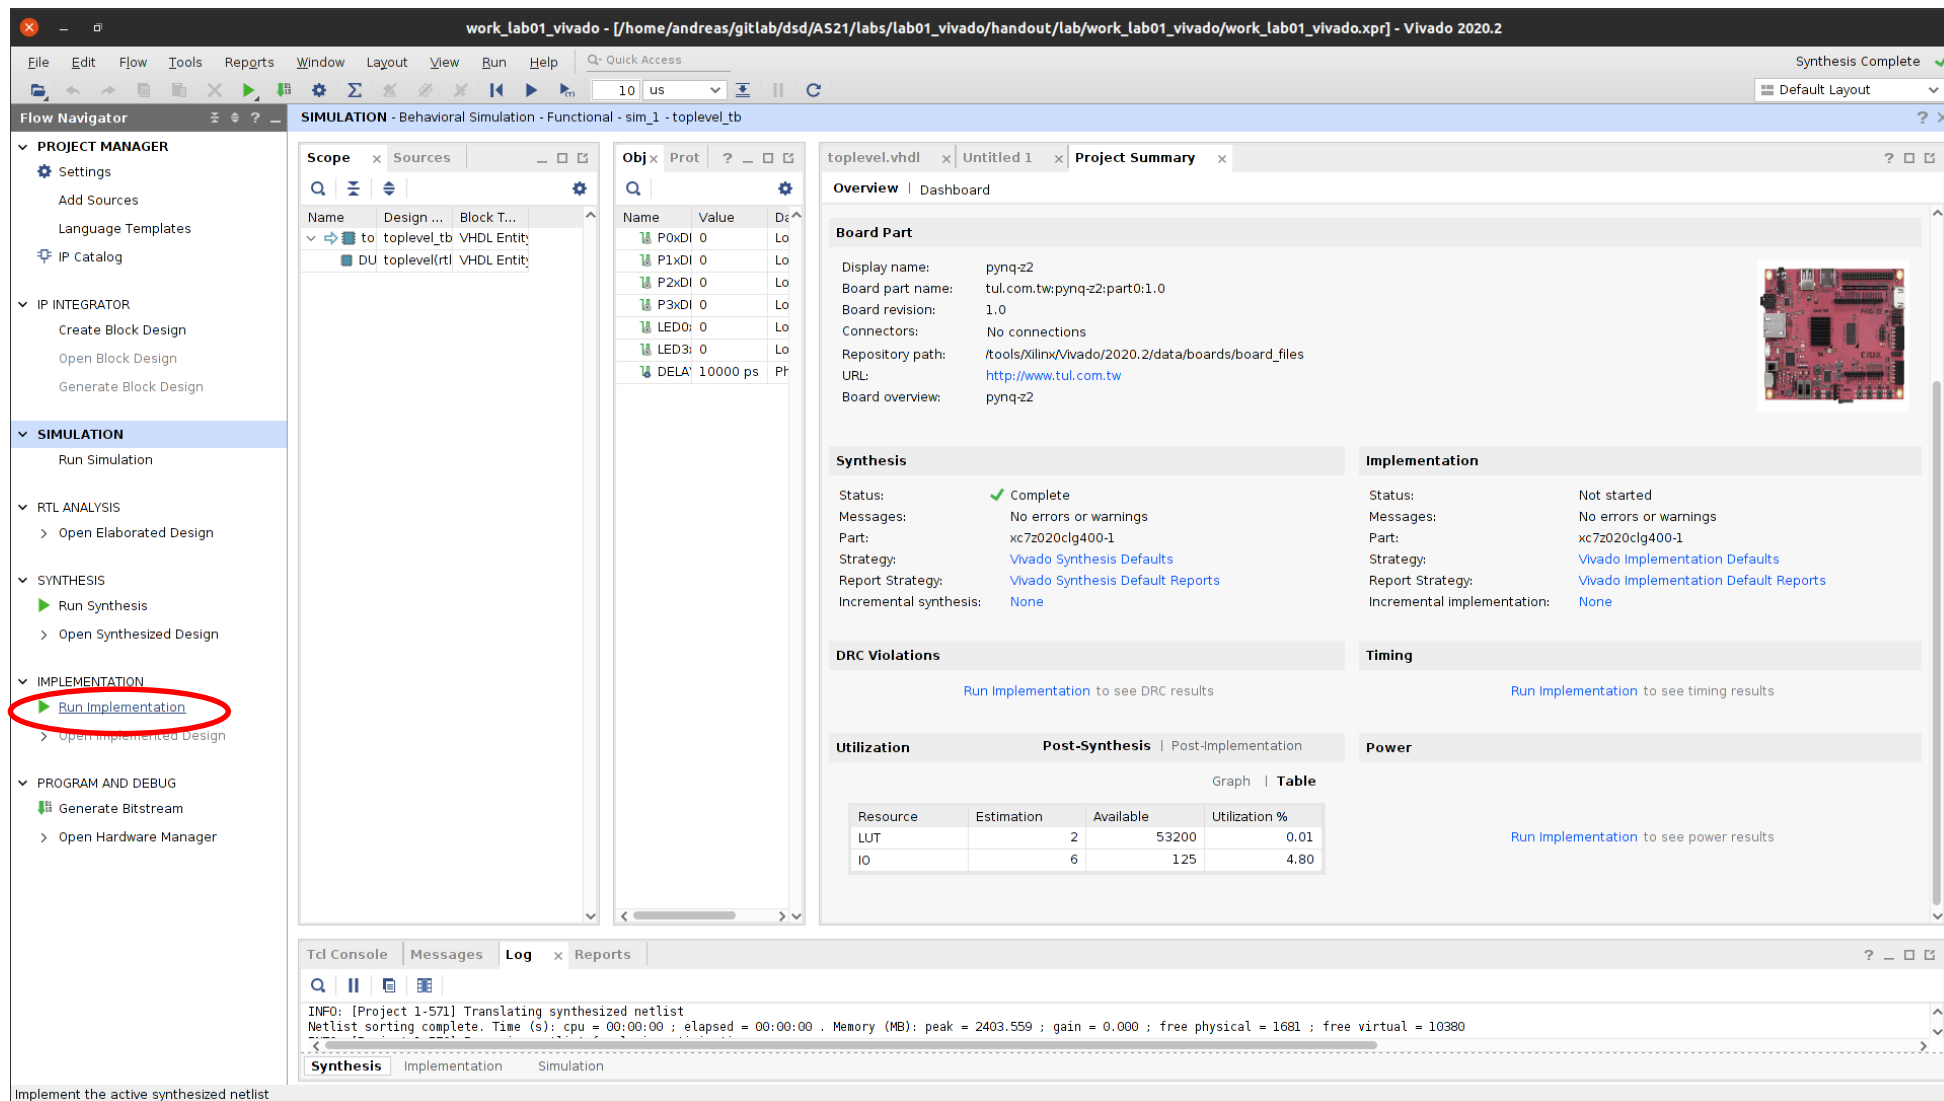 work_lab01_vivado - [/home/andreas/gitlab/dsd/AS21/labs/lab01_vivado/handout/lab/work_lab01_vivado/work_lab01_vivado.xpr] - Vivado 2020.2
File Edit Flow Tools Reports Window Layout View Run Help Quick Access
Synthesis Complete
10 us
Default Layout
Flow Navigator
PROJECT MANAGER
Settings
Add Sources
Language Templates
IP Catalog
IP INTEGRATOR
Create Block Design
Open Block Design
Generate Block Design
SIMULATION
Run Simulation
RTL ANALYSIS
Open Elaborated Design
SYNTHESIS
Run Synthesis
Open Synthesized Design
IMPLEMENTATION
Run Implementation
Open Implemented Design
PROGRAM AND DEBUG
Generate Bitstream
Open Hardware Manager
SIMULATION - Behavioral Simulation - Functional - sim_1 - toplevel_tb
Scope Sources
Name Design ... Block T...
to toplevel_tb VHDL Entity
DU toplevel(rtl VHDL Entity
Obj Prot
Name Value Da
P0xDI 0 Lo
P1xDI 0 Lo
P2xDI 0 Lo
P3xDI 0 Lo
LED0x 0 Lo
LED3x 0 Lo
DELAY 10000 ps Ph
toplevel.vhdl Untitled 1 Project Summary
Overview | Dashboard
Board Part
Display name: pynq-z2
Board part name: tul.com.tw:pynq-z2:part0:1.0
Board revision: 1.0
Connectors: No connections
Repository path: /tools/Xilinx/Vivado/2020.2/data/boards/board_files
URL: http://www.tul.com.tw
Board overview: pynq-z2
Synthesis
Status: Complete
Messages: No errors or warnings
Part: xc7z020clg400-1
Strategy: Vivado Synthesis Defaults
Report Strategy: Vivado Synthesis Default Reports
Incremental synthesis: None
Implementation
Status: Not started
Messages: No errors or warnings
Part: xc7z020clg400-1
Strategy: Vivado Implementation Defaults
Report Strategy: Vivado Implementation Default Reports
Incremental implementation: None
DRC Violations
Run Implementation to see DRC results
Timing
Run Implementation to see timing results
Utilization Post-Synthesis | Post-Implementation
Graph | Table
Resource Estimation Available Utilization %
LUT 2 53200 0.01
IO 6 125 4.80
Power
Run Implementation to see power results
Tcl Console Messages Log Reports
INFO: [Project 1-571] Translating synthesized netlist
Netlist sorting complete. Time (s): cpu = 00:00:00 ; elapsed = 00:00:00 . Memory (MB): peak = 2403.559 ; gain = 0.000 ; free physical = 1681 ; free virtual = 10380
Synthesis Implementation Simulation
Implement the active synthesized netlist